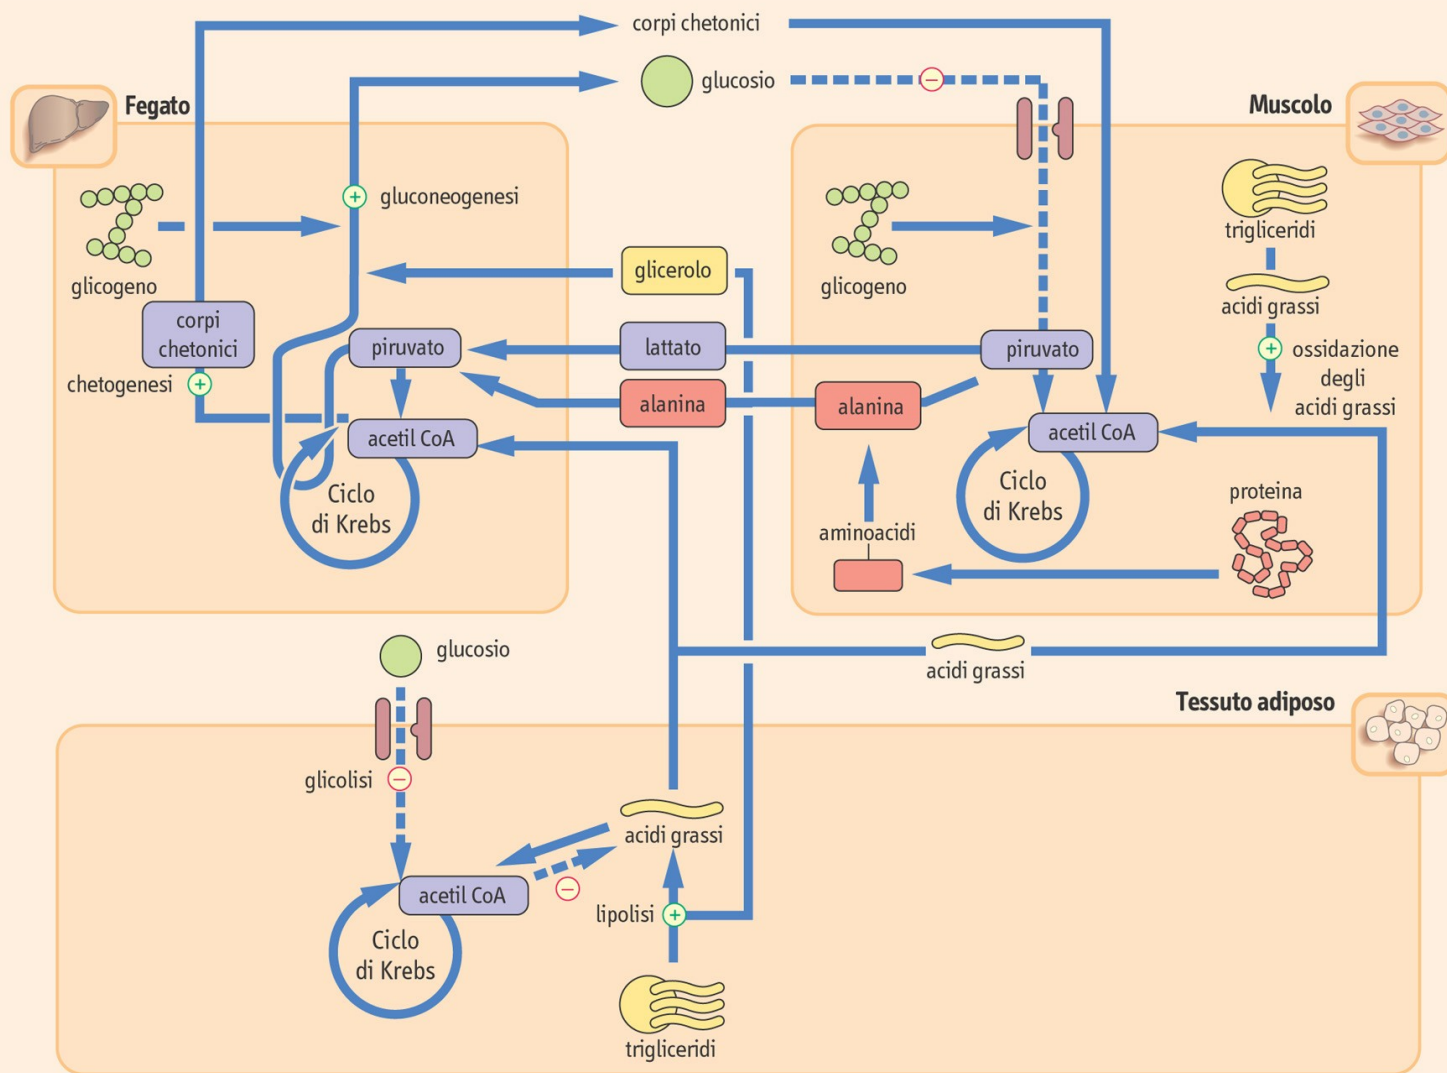 corpi chetonici
glucosio
Fegato
Muscolo
gluconeogenesi
glicogeno
corpi
chetonici
chetogenesi
piruvato
acetil CoA
Ciclo
di Krebs
glicerolo
lattato
alanina
glicogeno
trigliceridi
acidi grassi
ossidazione
degli
acidi grassi
piruvato
alanina
acetil CoA
Ciclo
di Krebs
aminoacidi
proteina
acidi grassi
Tessuto adiposo
glucosio
glicolisi
acetil CoA
Ciclo
di Krebs
acidi grassi
lipolisi
trigliceridi